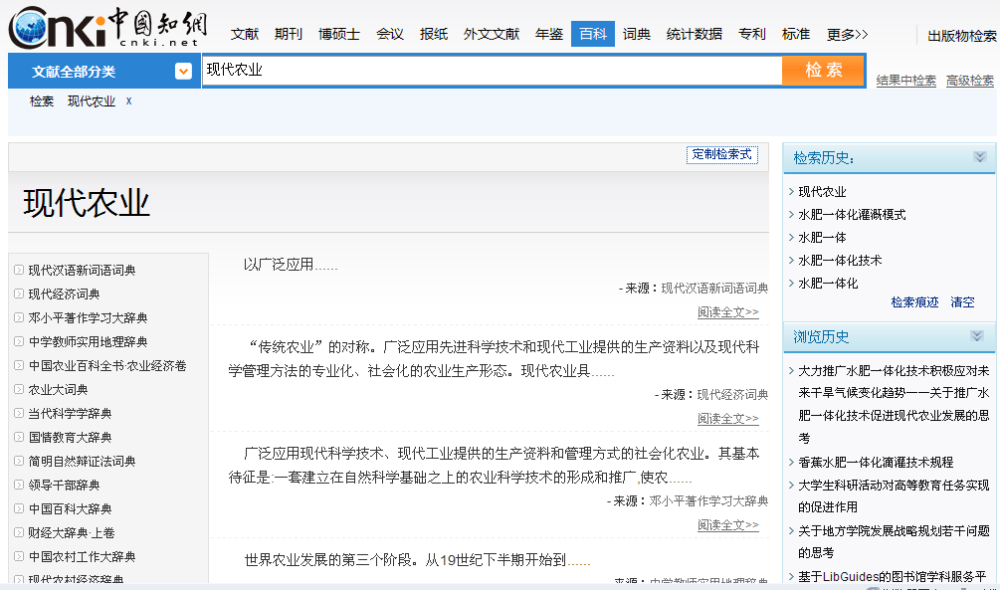 Cnki 中国知网
cnki.net
文献 期刊 博硕士 会议 报纸 外文文献 年鉴 百科 词典 统计数据 专利 标准 更多>> 出版物检索
文献全部分类 现代农业 检索 结果中检索 高级检索
检索 现代农业 x
定制检索式
现代农业
现代汉语新词语词典
现代经济词典
邓小平著作学习大辞典
中学教师实用地理辞典
中国农业百科全书·农业经济卷
农业大词典
当代科学学辞典
国情教育大辞典
简明自然辩证法词典
领导干部辞典
中国百科大辞典
财经大辞典·上卷
中国农村工作大辞典
现代农村经济辞典
以广泛应用......
-来源：现代汉语新词语词典
阅读全文>>
“传统农业”的对称。广泛应用先进科学技术和现代工业提供的生产资料以及现代科
学管理方法的专业化、社会化的农业生产形态。现代农业具......
-来源：现代经济词典
阅读全文>>
广泛应用现代科学技术、现代工业提供的生产资料和管理方式的社会化农业。其基本
待征是:一套建立在自然科学基础之上的农业科学技术的形成和推广,使农......
-来源：邓小平著作学习大辞典
阅读全文>>
世界农业发展的第三个阶段。从19世纪下半期开始到......
来源：中学教师实用地理辞典
检索历史：
现代农业
水肥一体化灌溉模式
水肥一体
水肥一体化技术
水肥一体化
检索痕迹 清空
浏览历史
大力推广水肥一体化技术积极应对未
来干旱气候变化趋势——关于推广水
肥一体化技术促进现代农业发展的思
考
香蕉水肥一体化滴灌技术规程
大学生科研活动对高等教育任务实现
的促进作用
关于地方学院发展战略规划若干问题
的思考
基于LibGuides的图书馆学科服务平